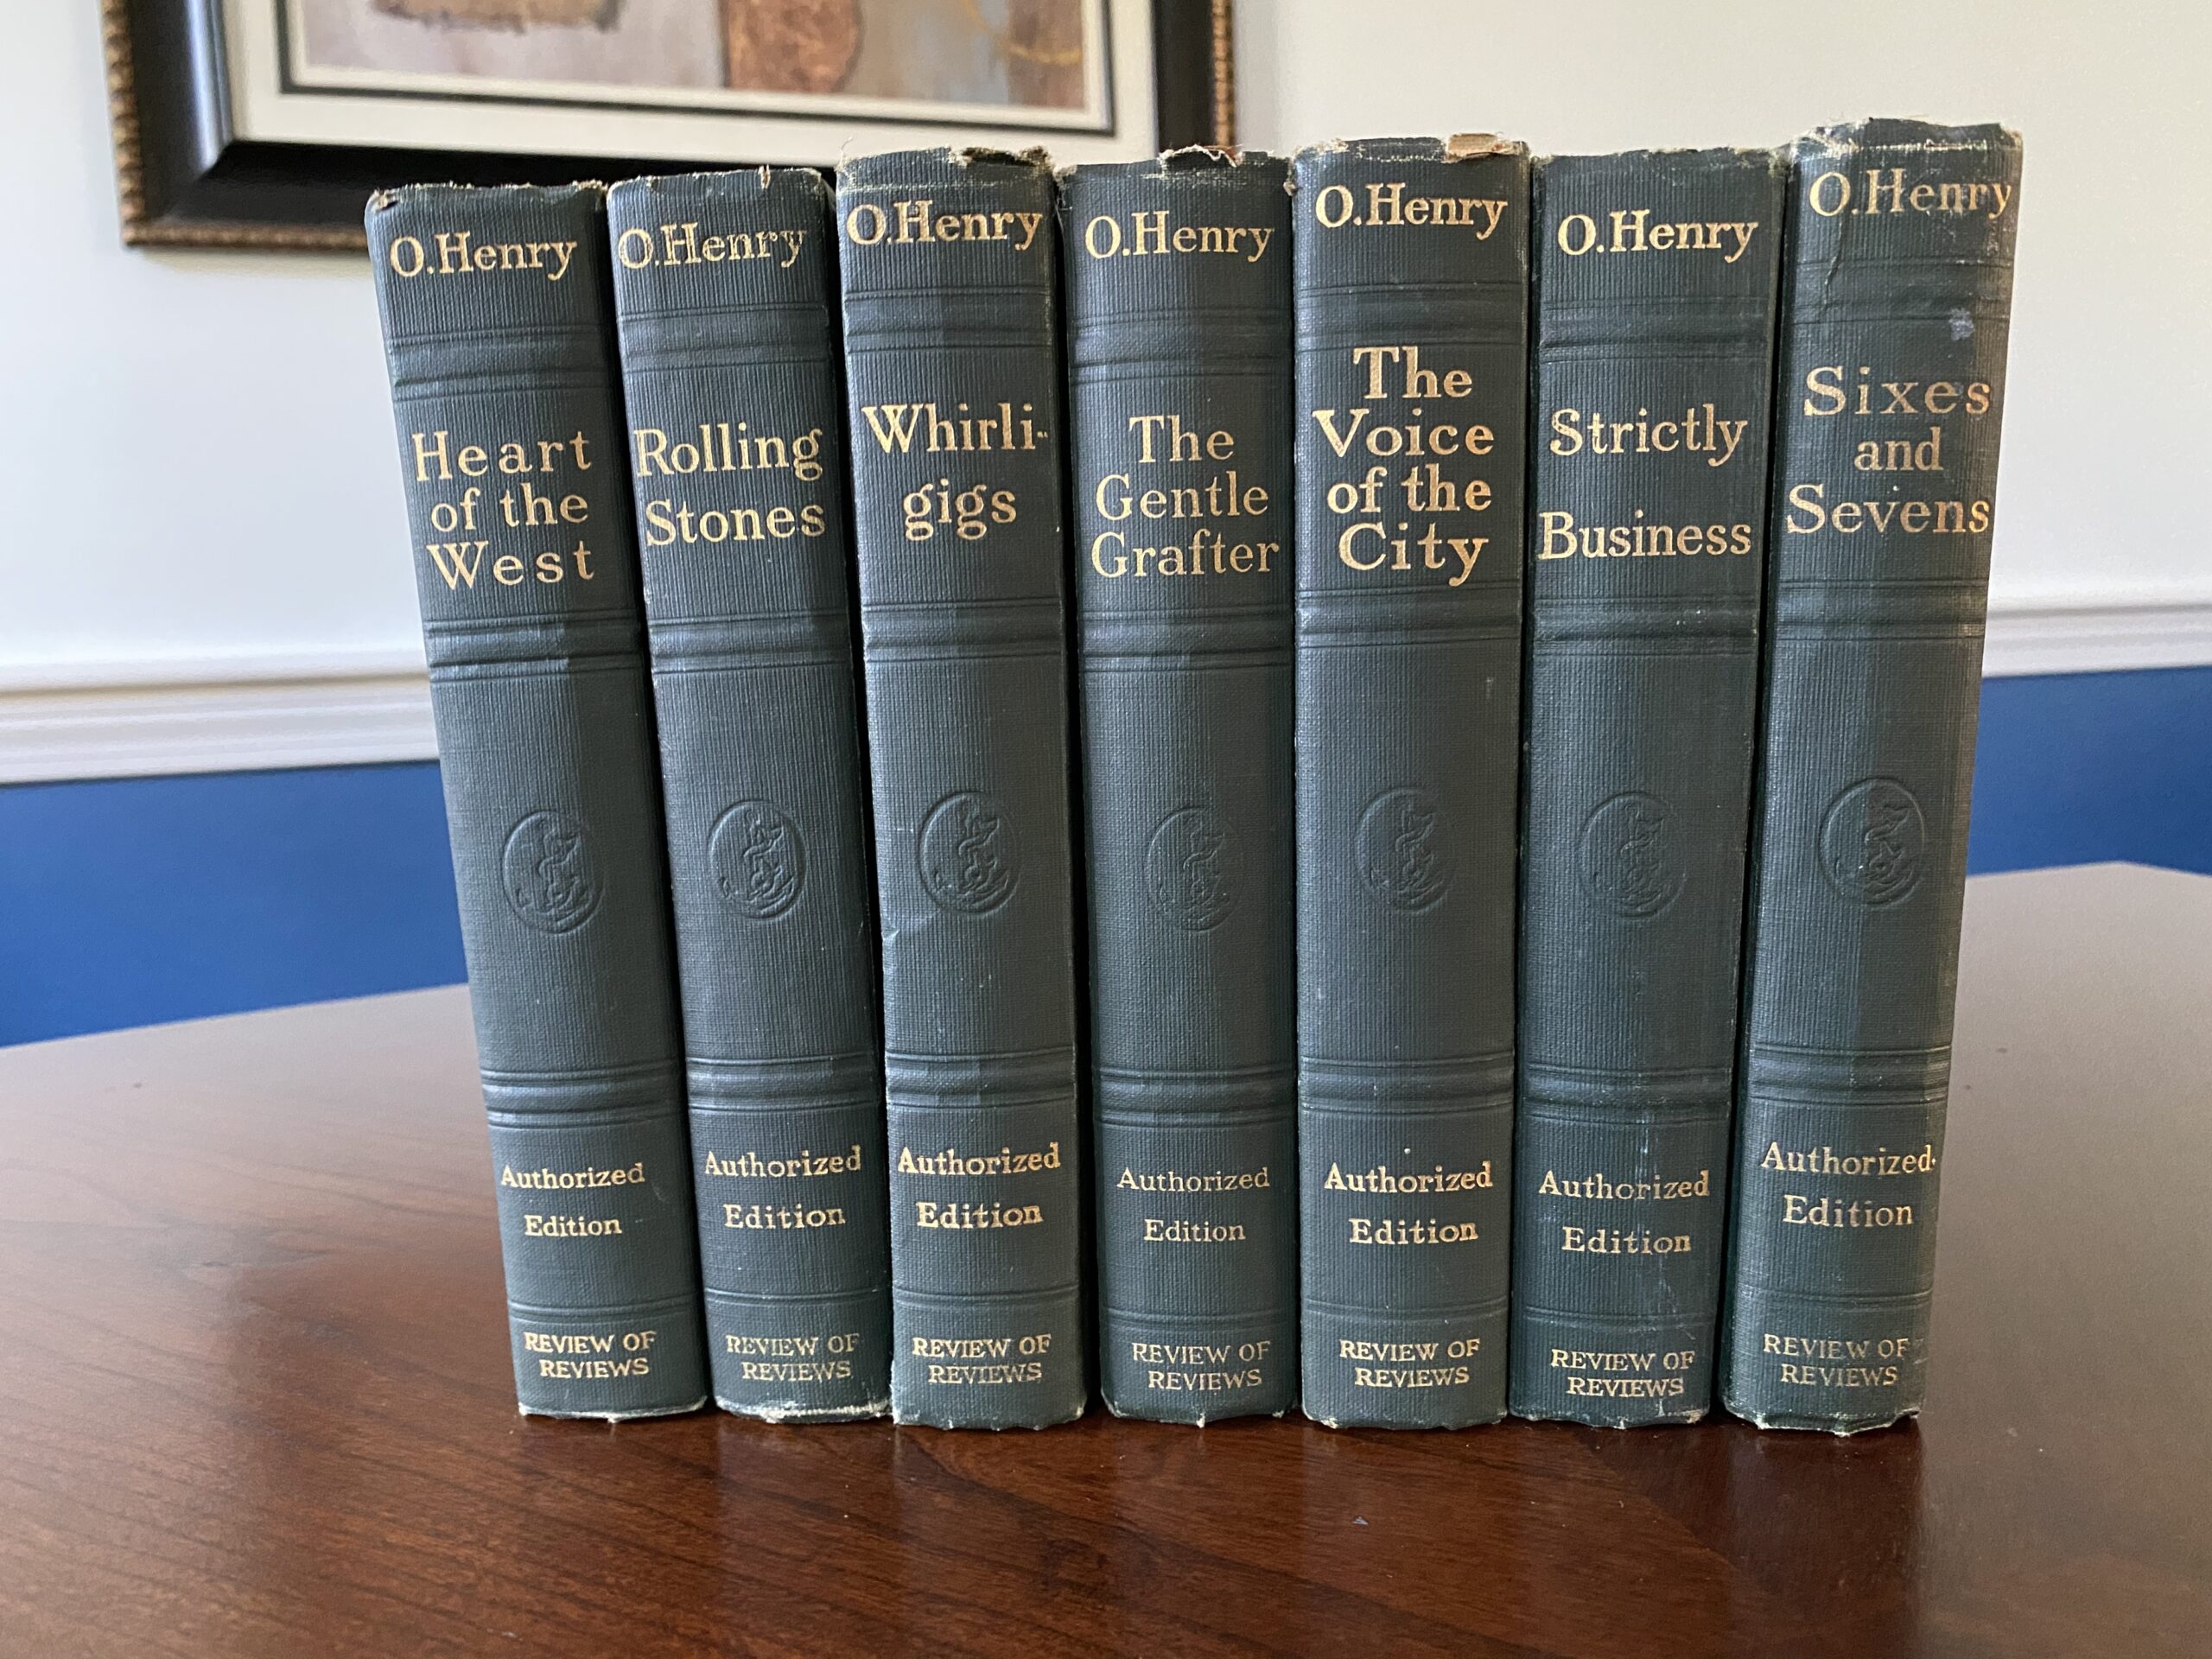 O.Henry
Heart
of the
West
Authorized
Edition
REVIEW OF
REVIEWS
O.Henry
Rolling
Stones
Authorized
Edition
REVIEW OF
REVIEWS
O.Henry
Whirli-
gigs
Authorized
Edition
REVIEW OF
REVIEWS
O.Henry
The
Gentle
Grafter
Authorized
Edition
REVIEW OF
REVIEWS
O.Henry
The
Voice
of the
City
Authorized
Edition
REVIEW OF
REVIEWS
O.Henry
Strictly
Business
Authorized
Edition
REVIEW OF
REVIEWS
O.Henry
Sixes
and
Sevens
Authorized
Edition
REVIEW OF
REVIEWS